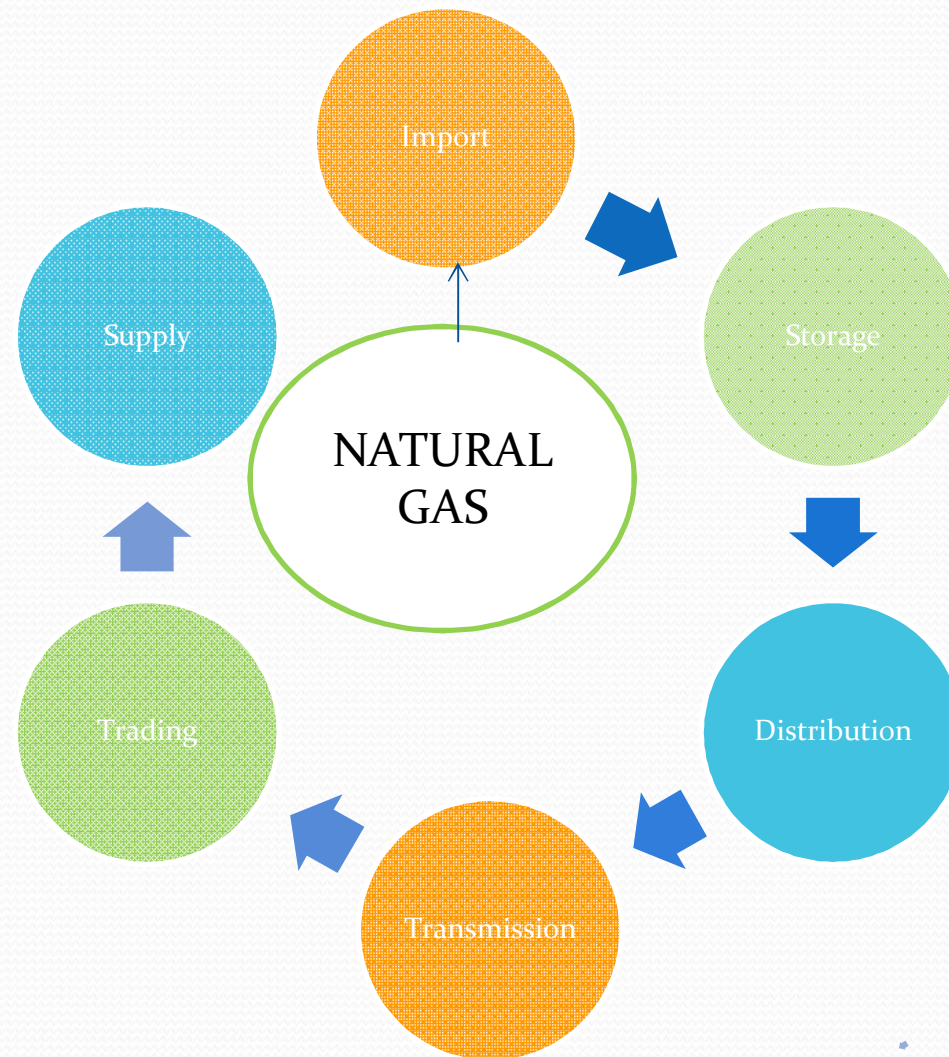 Import
Supply
Storage
NATURAL
GAS
Trading
Distribution
Transmission